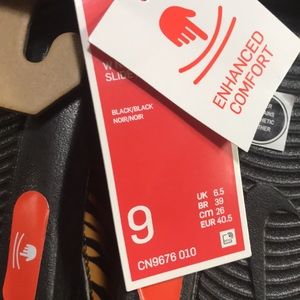 ENHANCED
COMFORT
SLIDE
BLACK/BLACK
NOIR/NOIR
9
UK 6.5
BR 39
cm 26
EUR 40.5
CN9676 010